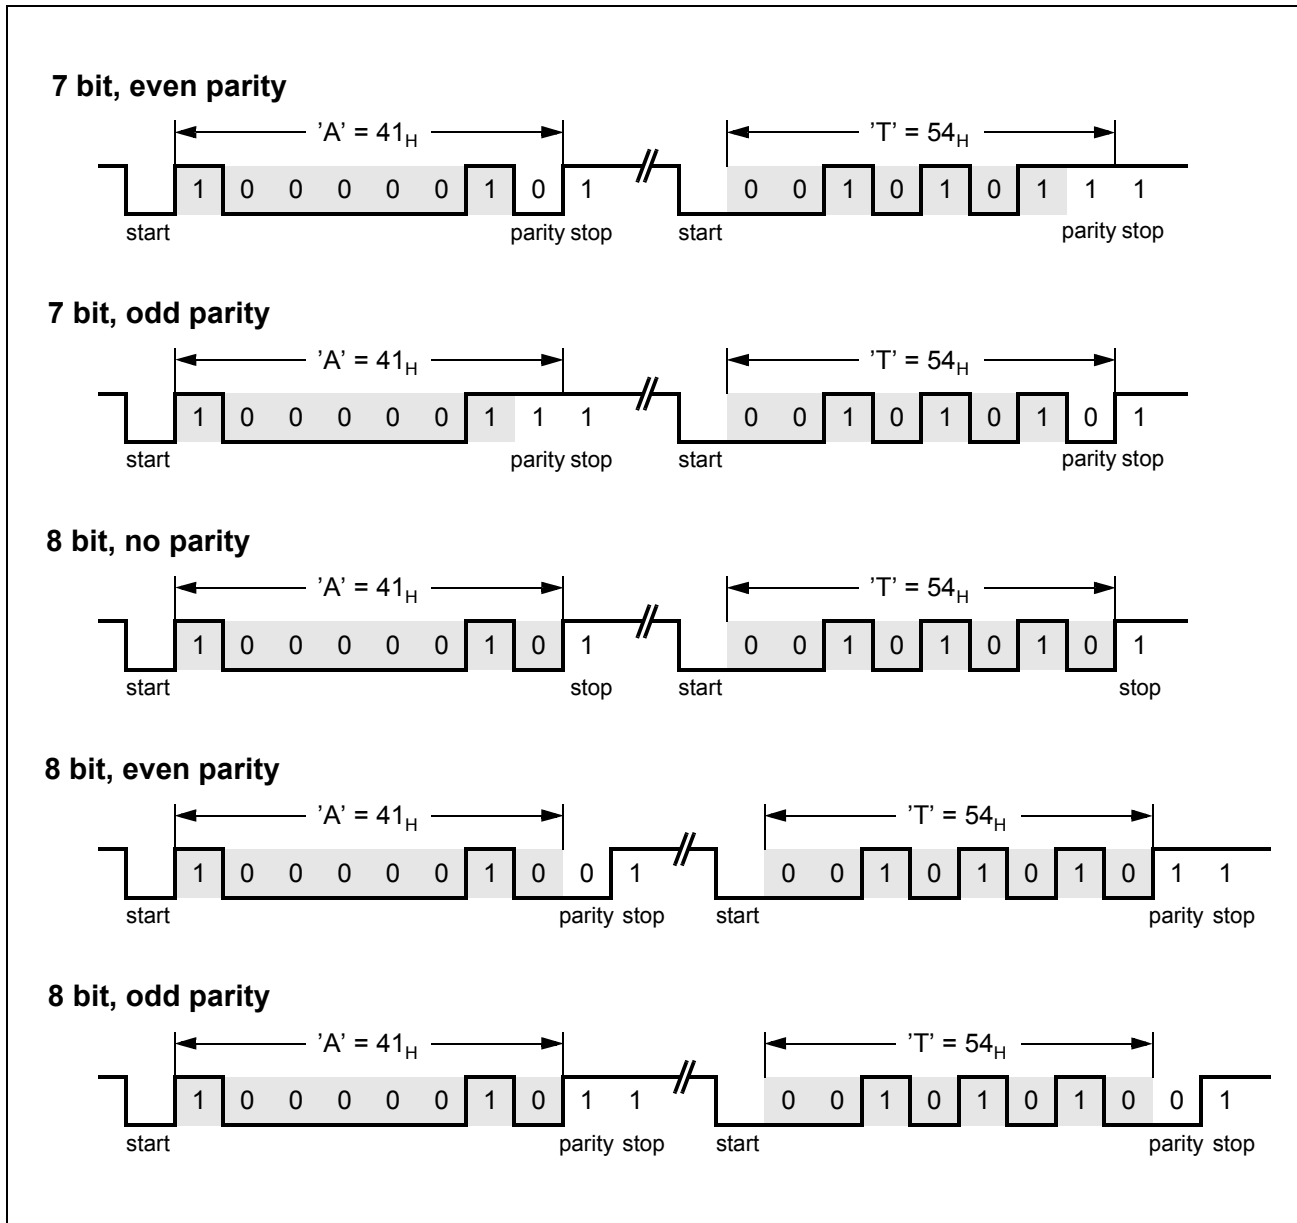 7 bit, even parity
’A’ = 41H ’T’ = 54H
1 0 0 0 0 0 1 0 1 0 0 1 0 1 0 1 1 1
start parity stop start parity stop
7 bit, odd parity
’A’ = 41H ’T’ = 54H
1 0 0 0 0 0 1 1 1 0 0 1 0 1 0 1 0 1
start parity stop start parity stop
8 bit, no parity
’A’ = 41H ’T’ = 54H
1 0 0 0 0 0 1 0 1 0 0 1 0 1 0 1 0 1
start stop start stop
8 bit, even parity
’A’ = 41H ’T’ = 54H
1 0 0 0 0 0 1 0 0 1 0 0 1 0 1 0 1 0 1 1
start parity stop start parity stop
8 bit, odd parity
’A’ = 41H ’T’ = 54H
1 0 0 0 0 0 1 0 1 1 0 0 1 0 1 0 1 0 0 1
start parity stop start parity stop